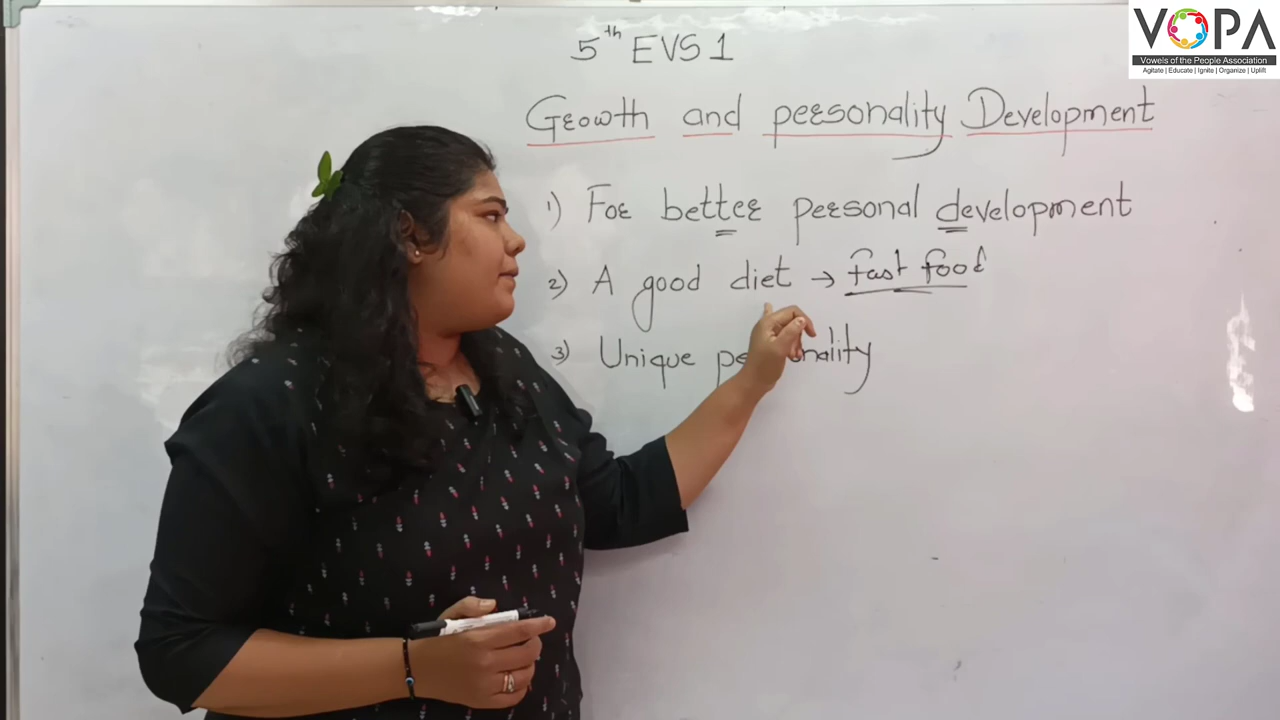 VOPA
Vowels of the People Association
Agitate | Educate | Ignite | Organize | Uplift
5th EVS 1
Growth and personality Development
1) For better personal development
2) A good diet → fast food
3) Unique personality